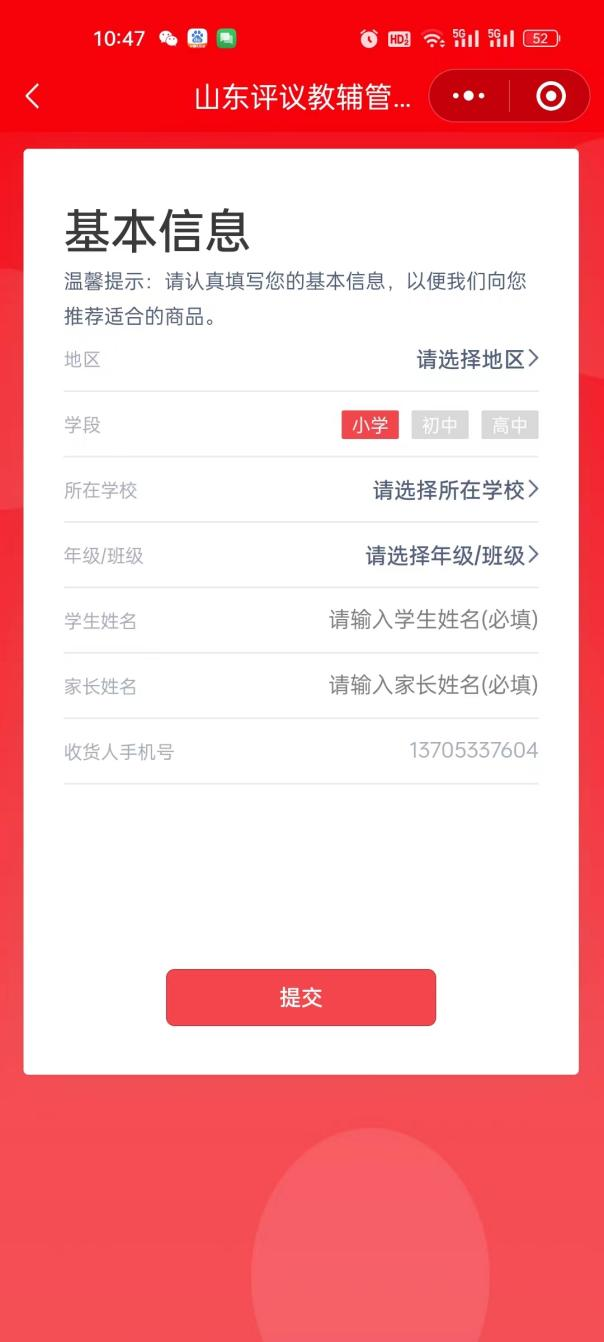 10:47 HD 5G 5G 52
山东评议教辅管...
基本信息
温馨提示：请认真填写您的基本信息，以便我们向您
推荐适合的商品。
地区 请选择地区
学段 小学 初中 高中
所在学校 请选择所在学校
年级/班级 请选择年级/班级
学生姓名 请输入学生姓名(必填)
家长姓名 请输入家长姓名(必填)
收货人手机号 13705337604
提交